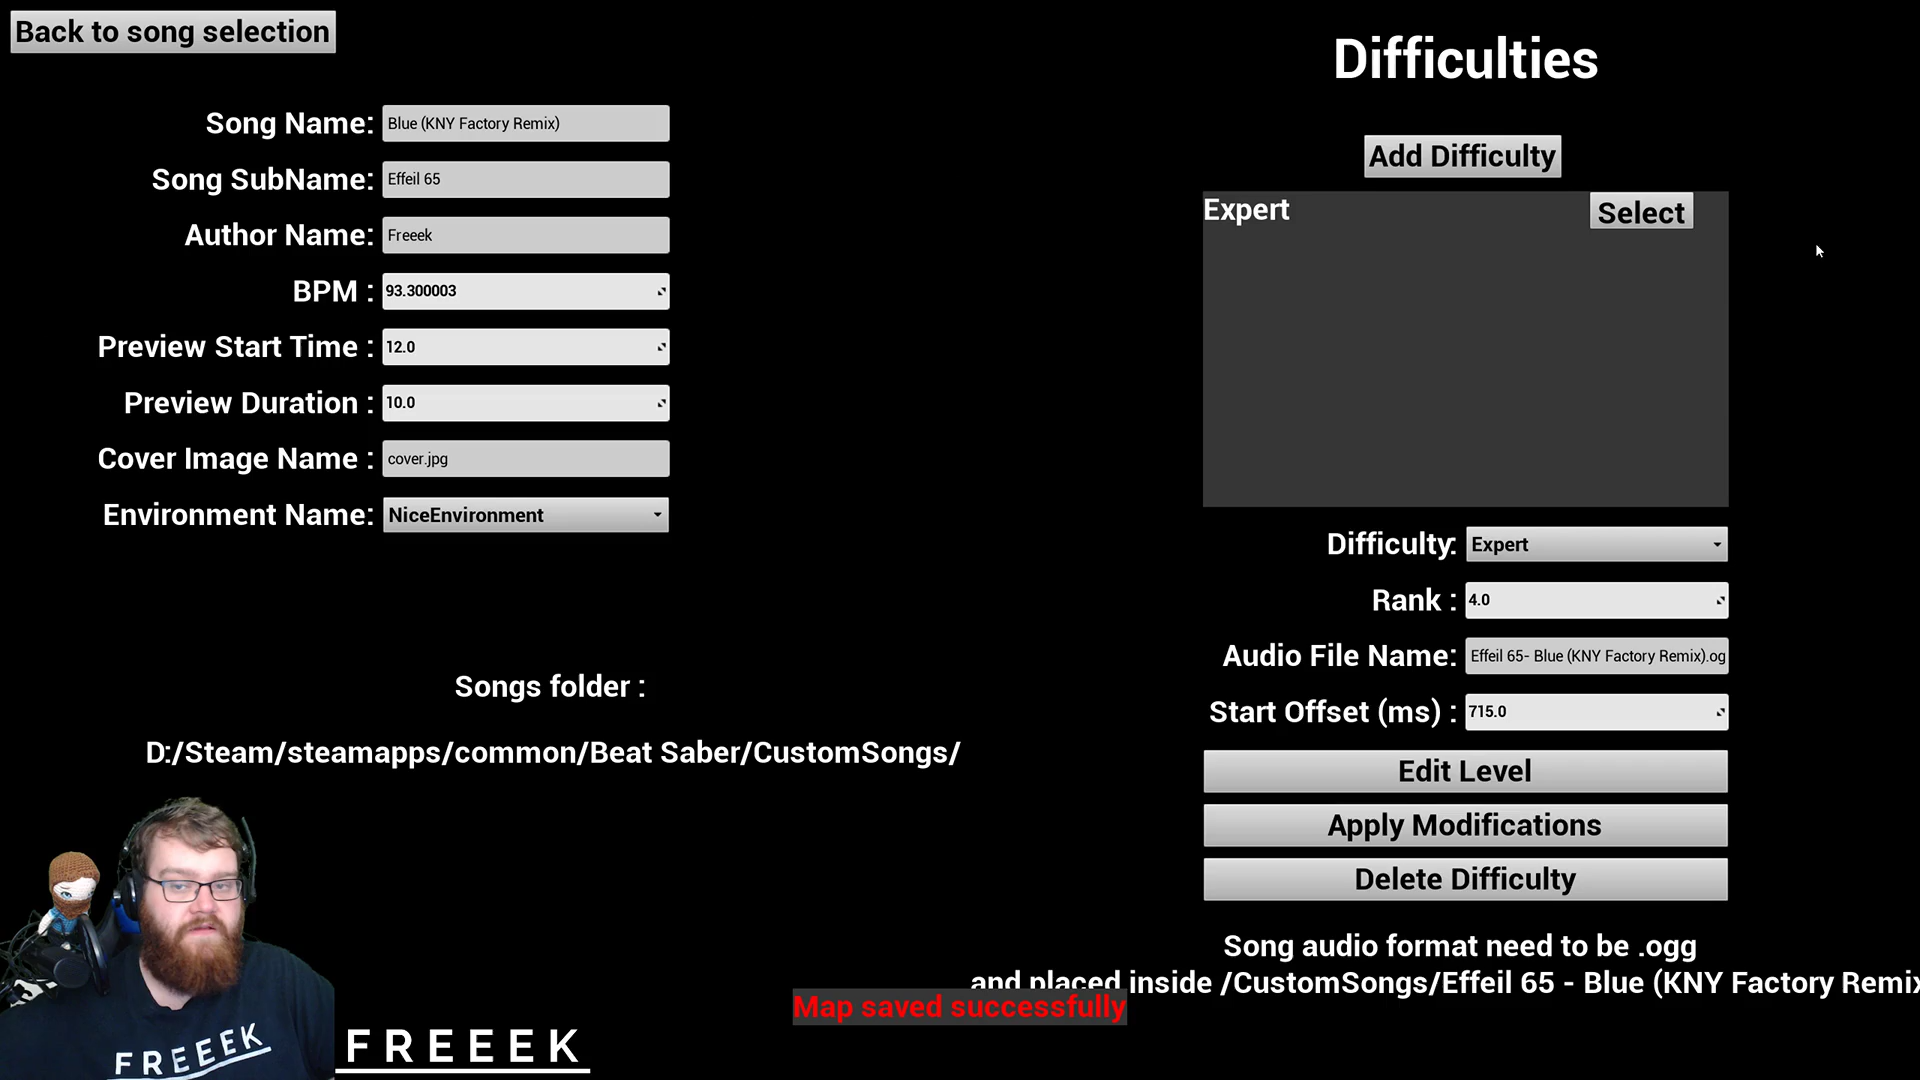 Back to song selection
Song Name: Blue (KNY Factory Remix)
Song SubName: Effeil 65
Author Name: Freeek
BPM : 93.300003
Preview Start Time : 12.0
Preview Duration : 10.0
Cover Image Name : cover.jpg
Environment Name: NiceEnvironment
Songs folder :
D:/Steam/steamapps/common/Beat Saber/CustomSongs/
Difficulties
Add Difficulty
Expert Select
Difficulty: Expert
Rank : 4.0
Audio File Name: Effeil 65- Blue (KNY Factory Remix).og
Start Offset (ms) : 715.0
Edit Level
Apply Modifications
Delete Difficulty
Song audio format need to be .ogg
and placed inside /CustomSongs/Effeil 65 - Blue (KNY Factory Remix
Map saved successfully
FREEEK
FREEEK